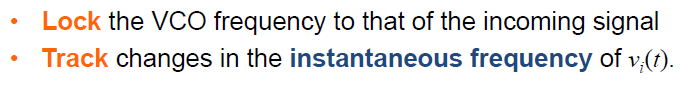 • Lock the VCO frequency to that of the incoming signal
• Track changes in the instantaneous frequency of vᵢ(t).